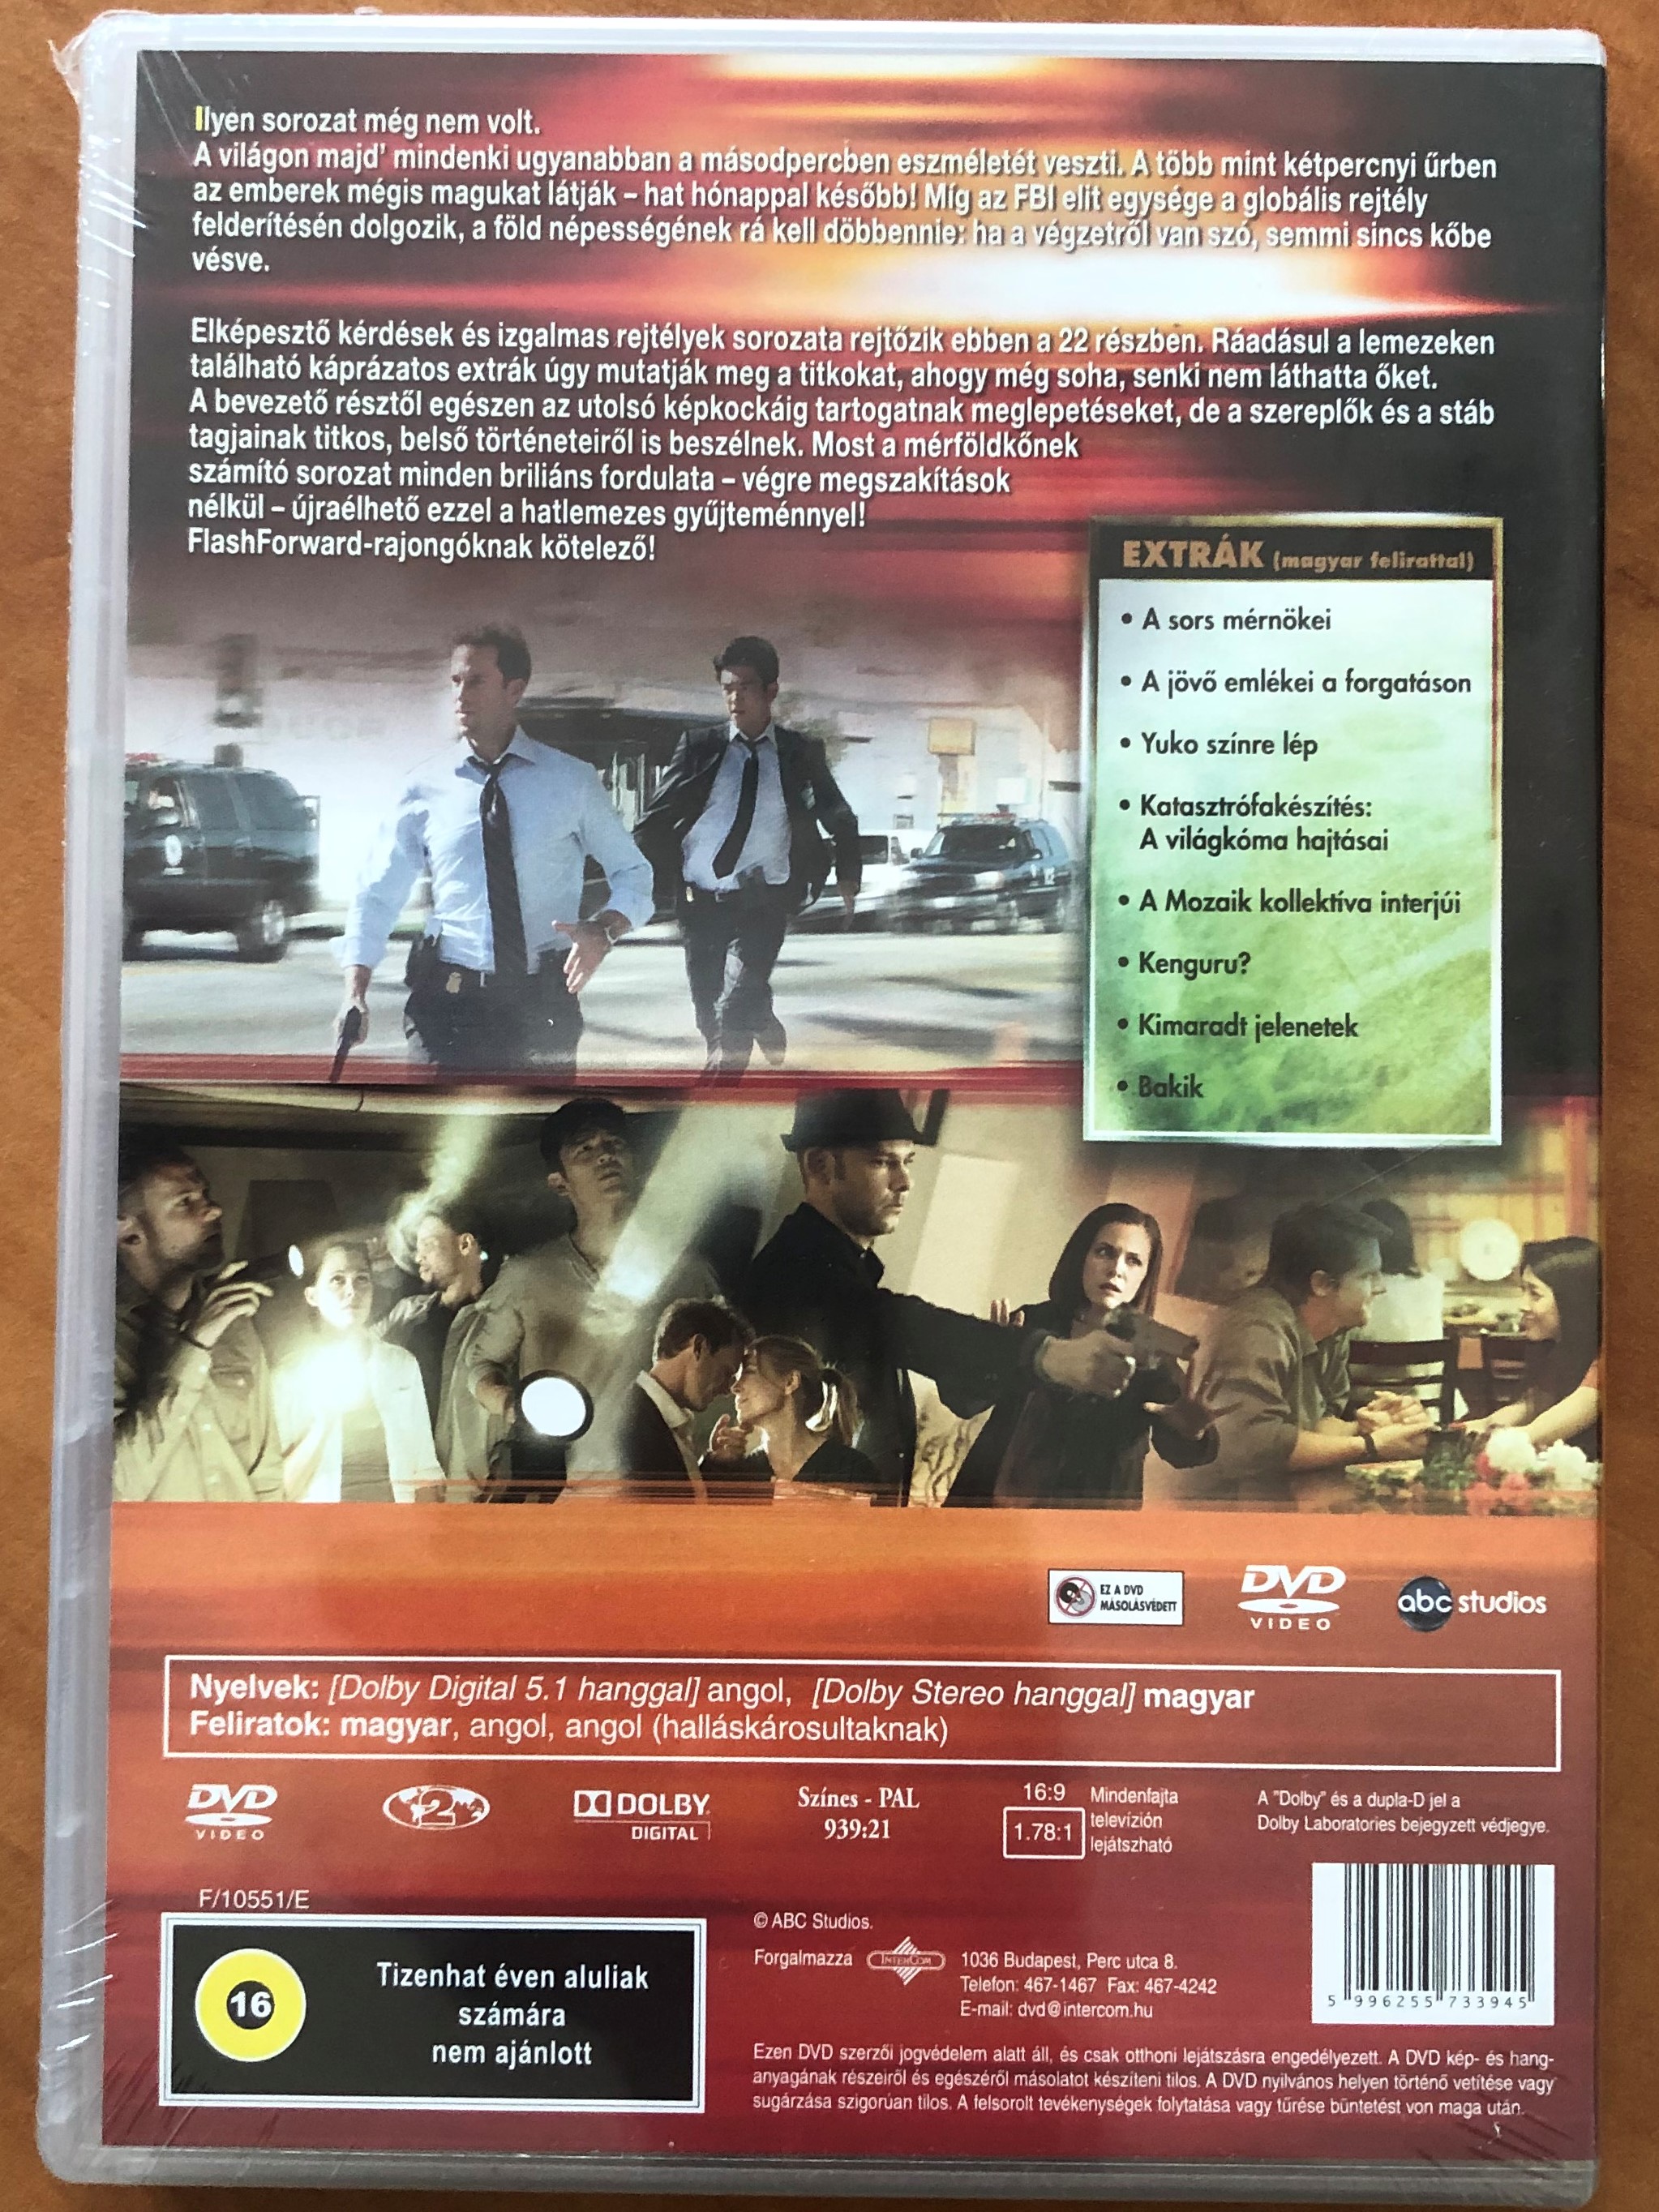 Ilyen sorozat még nem volt.
A világon majd' mindenki ugyanabban a másodpercben eszméletét veszti. A több mint kétpercnyi űrben
az emberek mégis magukat látják – hat hónappal később! Míg az FBI elit egysége a globális rejtély
felderítésén dolgozik, a föld népességének rá kell döbbennie: ha a végzetről van szó, semmi sincs kőbe
vésve.
Elképesztő kérdések és izgalmas rejtélyek sorozata rejtőzik ebben a 22 részben. Ráadásul a lemezeken
található káprázatos extrák úgy mutatják meg a titkokat, ahogy még soha, senki nem láthatta őket.
A bevezető résztől egészen az utolsó képkockáig tartogatnak meglepetéseket, de a szereplők és a stáb
tagjainak titkos, belső történeteiről is beszélnek. Most a mérföldkőnek
számító sorozat minden briliáns fordulata – végre megszakítások
nélkül – újraélhető ezzel a hatlemezes gyűjteménnyel!
FlashForward-rajongóknak kötelező!
EXTRÁK (magyar felirattal)
• A sors mérnökei
• A jövő emlékei a forgatáson
• Yuko színre lép
• Katasztrófakészítés:
A világkóma hajtásai
• A Mozaik kollektíva interjúi
• Kenguru?
• Kimaradt jelenetek
• Bakik
EZ A DVD
MÁSOLÁSVÉDETT
DVD
VIDEO
abc studios
Nyelvek: [Dolby Digital 5.1 hanggal] angol, [Dolby Stereo hanggal] magyar
Feliratok: magyar, angol, angol (halláskárosultaknak)
DVD
VIDEO
2
DOLBY
DIGITAL
Színes - PAL
939:21
16:9
1.78:1
Mindenfajta
televízión
lejátszható
A "Dolby" és a dupla-D jel a
Dolby Laboratories bejegyzett védjegye.
F/10551/E
16
Tizenhat éven aluliak
számára
nem ajánlott
© ABC Studios.
Forgalmazza INTERCOM 1036 Budapest, Perc utca 8.
Telefon: 467-1467 Fax: 467-4242
E-mail: dvd@intercom.hu
5 996255 733945
Ezen DVD szerzői jogvédelem alatt áll, és csak otthoni lejátszásra engedélyezett. A DVD kép- és hang-
anyagának részeiről és egészéről másolatot készíteni tilos. A DVD nyilvános helyen történő vetítése vagy
sugárzása szigorúan tilos. A felsorolt tevékenységek folytatása vagy tűrése büntetést von maga után.